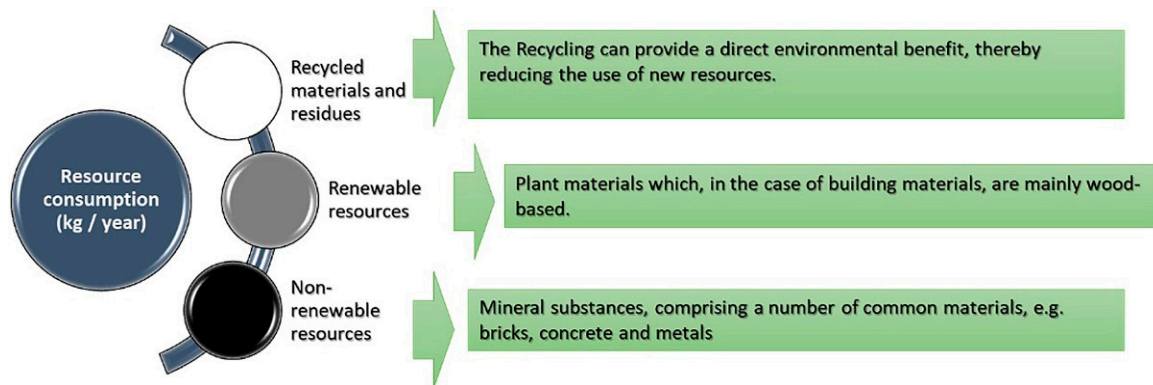 Resource
consumption
(kg / year)
Recycled
materials and
residues
The Recycling can provide a direct environmental benefit, thereby
reducing the use of new resources.
Renewable
resources
Plant materials which, in the case of building materials, are mainly wood-
based.
Non-
renewable
resources
Mineral substances, comprising a number of common materials, e.g.
bricks, concrete and metals